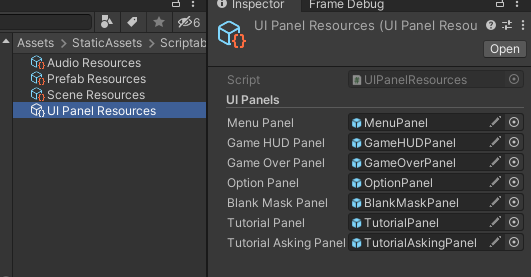 Inspector
Frame Debug
6
Assets > StaticAssets > Scriptab
Audio Resources
Prefab Resources
Scene Resources
UI Panel Resources
UI Panel Resources (UI Panel Resou
Open
Script
UIPanelResources
UI Panels
Menu Panel MenuPanel
Game HUD Panel GameHUDPanel
Game Over Panel GameOverPanel
Option Panel OptionPanel
Blank Mask Panel BlankMaskPanel
Tutorial Panel TutorialPanel
Tutorial Asking Panel TutorialAskingPanel